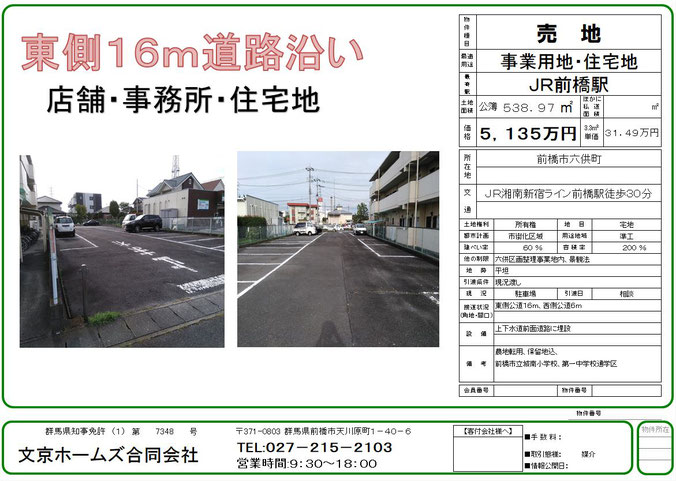 東側16m道路沿い
店舗・事務所・住宅地
物件種目 売 地
最適用途 事業用地・住宅地
最寄駅 JR前橋駅
土地面積 公簿 538.97 ㎡ ほかに私道面積 ㎡
価格 5,135万円 3.3㎡単価 31.49万円
所在地 前橋市六供町
交通 JR湘南新宿ライン前橋駅徒歩30分
土地権利 所有権 地目 宅地
都市計画 市街化区域 用途地域 準工
建ぺい率 60% 容積率 200%
他の制限 六供区画整理事業地内、景観法
地勢 平坦
引渡条件 現況渡し
現況 駐車場 引渡日 相談
接道状況(角地・間口) 東側公道16m、西側公道6m
設備 上下水道前面道路に埋設
備考 農地転用、保留地込、
前橋市立城南小学校、第一中学校通学区
会員番号 物件番号
物件番号
群馬県知事免許(1)第 7348 号
文京ホームズ合同会社
〒371-0803 群馬県前橋市天川原町1-40-6
TEL:027-215-2103
営業時間:9:30~18:00
【客付会社様へ】
■手数料:
■取引態様: 媒介
■情報公開日:
物件所在